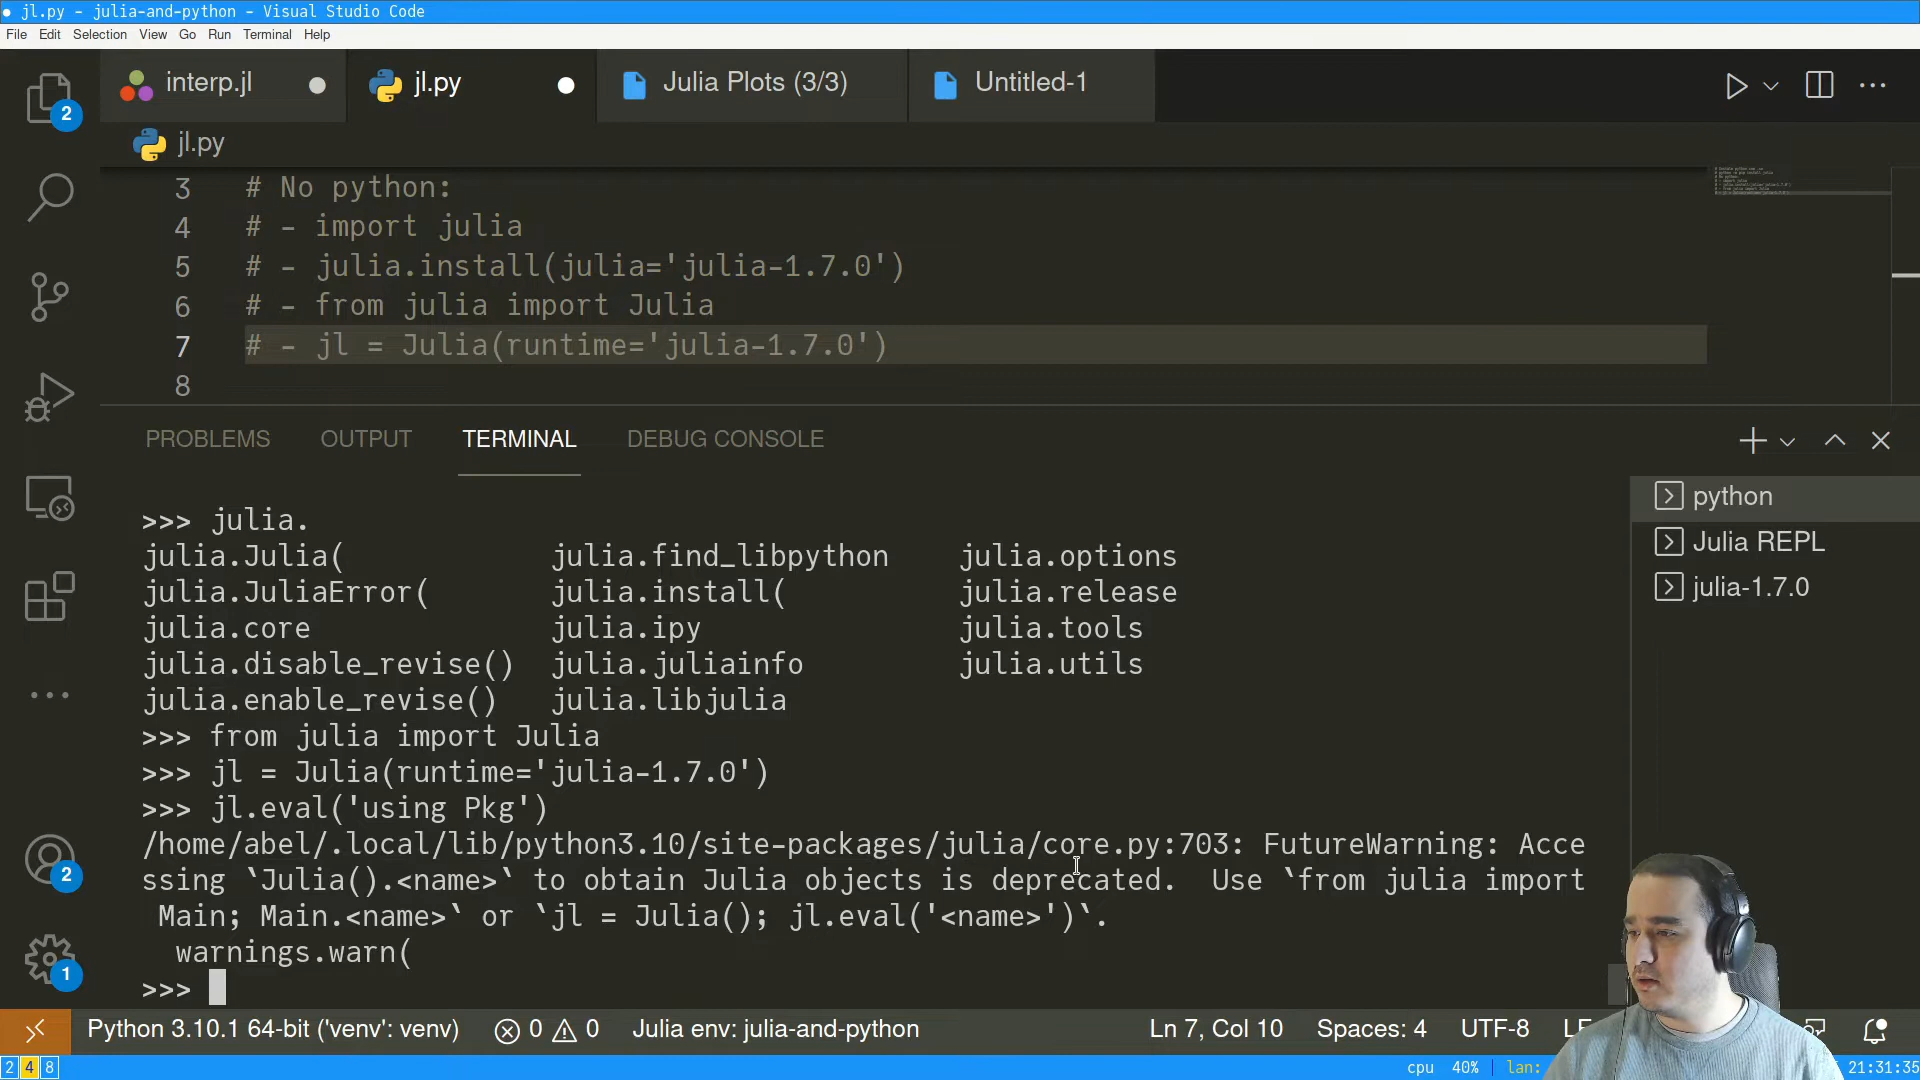 jl.py - julia-and-python - Visual Studio Code
File Edit Selection View Go Run Terminal Help
interp.jl jl.py Julia Plots (3/3) Untitled-1
2
jl.py
3 # No python:
4 # - import julia
5 # - julia.install(julia='julia-1.7.0')
6 # - from julia import Julia
7 # - jl = Julia(runtime='julia-1.7.0')
8
PROBLEMS OUTPUT TERMINAL DEBUG CONSOLE
python
Julia REPL
julia-1.7.0
>>> julia.
julia.Julia( julia.find_libpython julia.options
julia.JuliaError( julia.install( julia.release
julia.core julia.ipy julia.tools
julia.disable_revise() julia.juliainfo julia.utils
julia.enable_revise() julia.libjulia
>>> from julia import Julia
>>> jl = Julia(runtime='julia-1.7.0')
>>> jl.eval('using Pkg')
/home/abel/.local/lib/python3.10/site-packages/julia/core.py:703: FutureWarning: Acce
ssing `Julia().<name>` to obtain Julia objects is deprecated.  Use `from julia import
Main; Main.<name>` or `jl = Julia(); jl.eval('<name>')`.
warnings.warn(
>>>
2
1
Python 3.10.1 64-bit ('venv': venv) 0 0 Julia env: julia-and-python Ln 7, Col 10 Spaces: 4 UTF-8
2 4 8 cpu 40% lan: 21:31:35